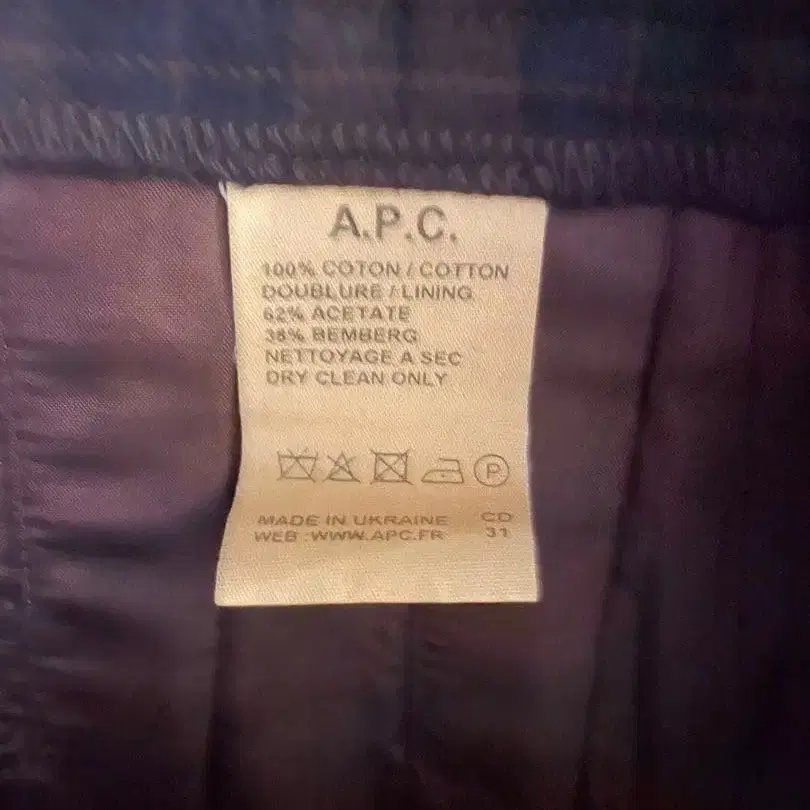 A.P.C.
100% COTON / COTTON
DOUBLURE / LINING
62% ACETATE
38% BEMBERG
NETTOYAGE A SEC
DRY CLEAN ONLY
P
MADE IN UKRAINE CD
WEB :WWW.APC.FR 31